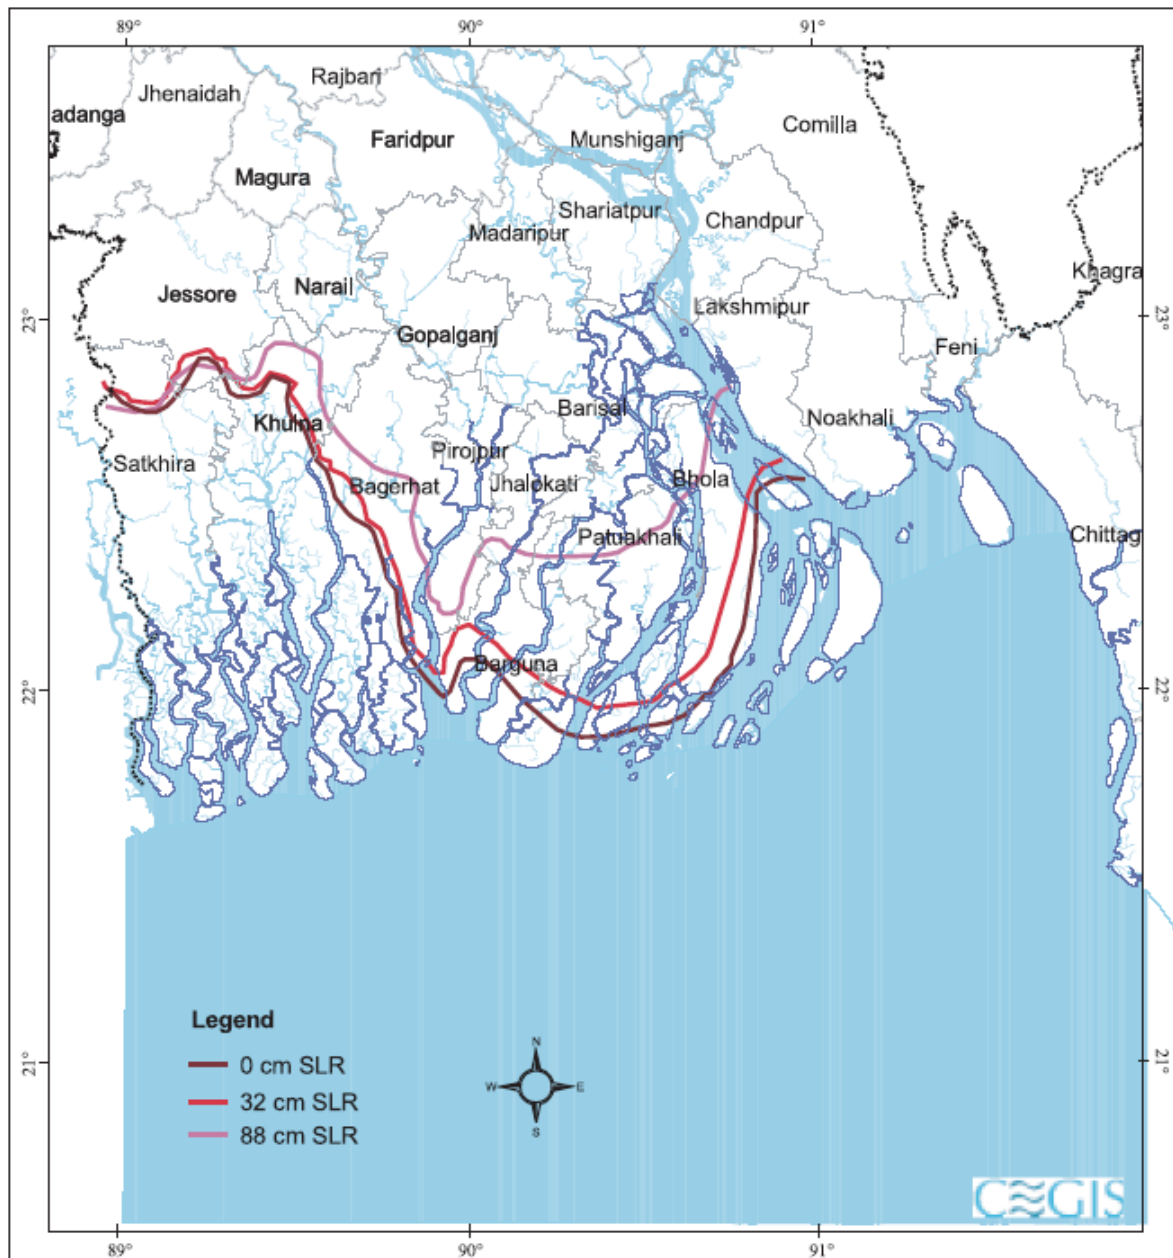 89° 90° 91°
Rajbari
Jhenaidah
adanga
Faridpur
Munshiganj
Comilla
Magura
Shariatpur
Chandpur
Madaripur
Khagra
Narail
Jessore
Lakshmipur
23° 23°
Gopalganj
Feni
Barisal
Noakhali
Khulna
Pirojpur
Satkhira
Bagerhat
Jhalokati
Bhola
Patuakhali
Chittag
Barguna
22° 22°
Legend
N
0 cm SLR
21° 21°
W E
32 cm SLR
S
88 cm SLR
CEGIS
89° 90° 91°